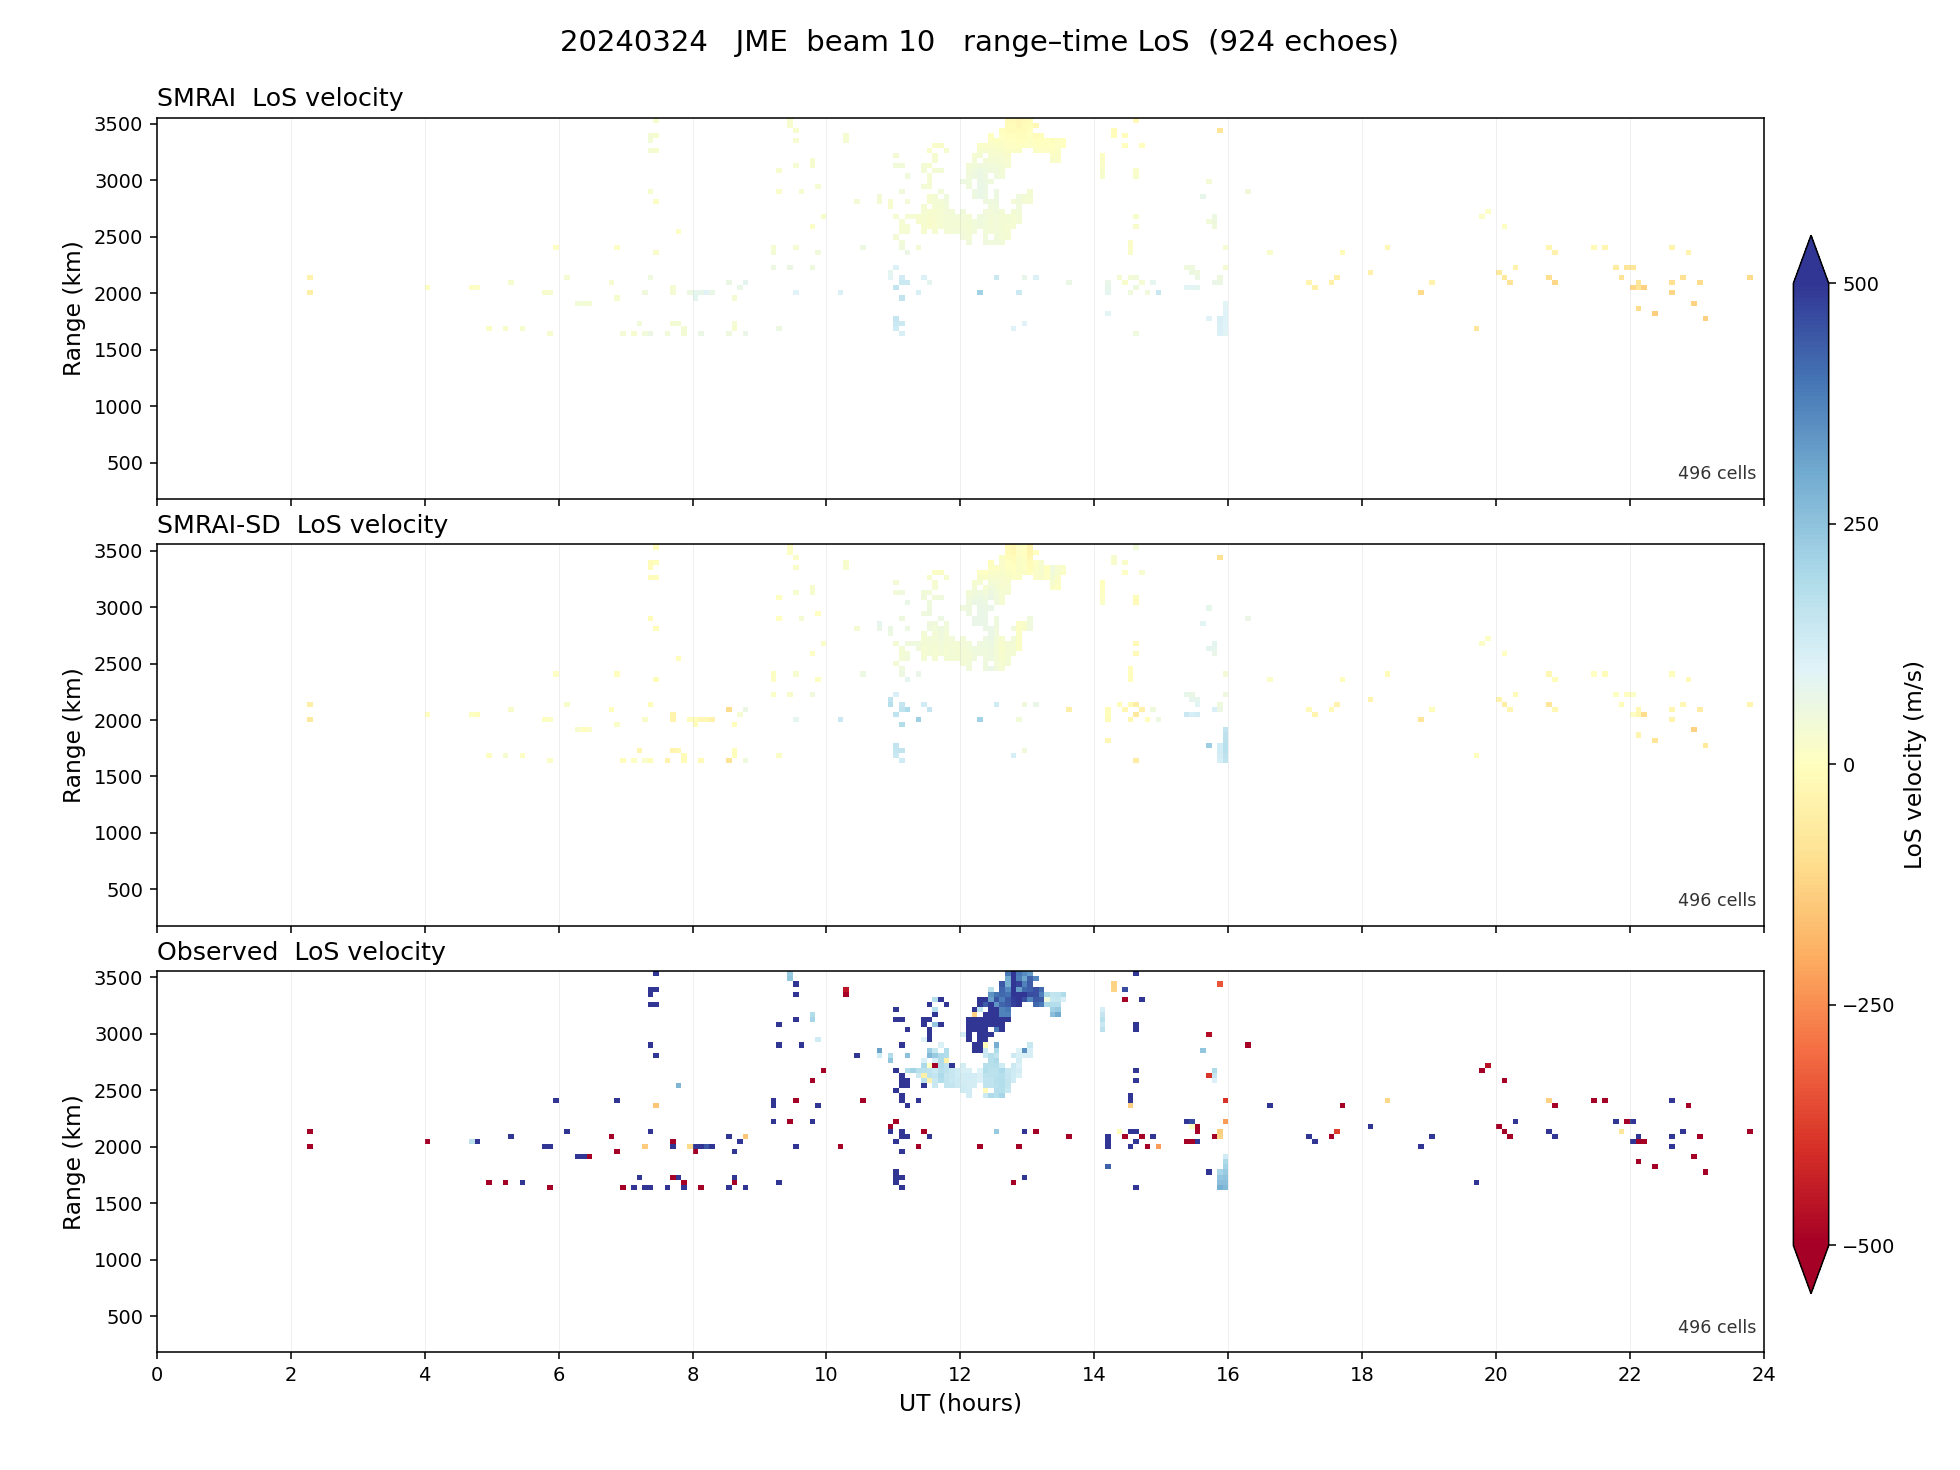 20240324   JME  beam 10   range–time LoS  (924 echoes)
SMRAI  LoS velocity
3500
3000
2500
2000
1500
1000
500
Range (km)
496 cells
SMRAI-SD  LoS velocity
3500
3000
2500
2000
1500
1000
500
Range (km)
496 cells
Observed  LoS velocity
3500
3000
2500
2000
1500
1000
500
Range (km)
496 cells
0 2 4 6 8 10 12 14 16 18 20 22 24
UT (hours)
500
250
0
−250
−500
LoS velocity (m/s)